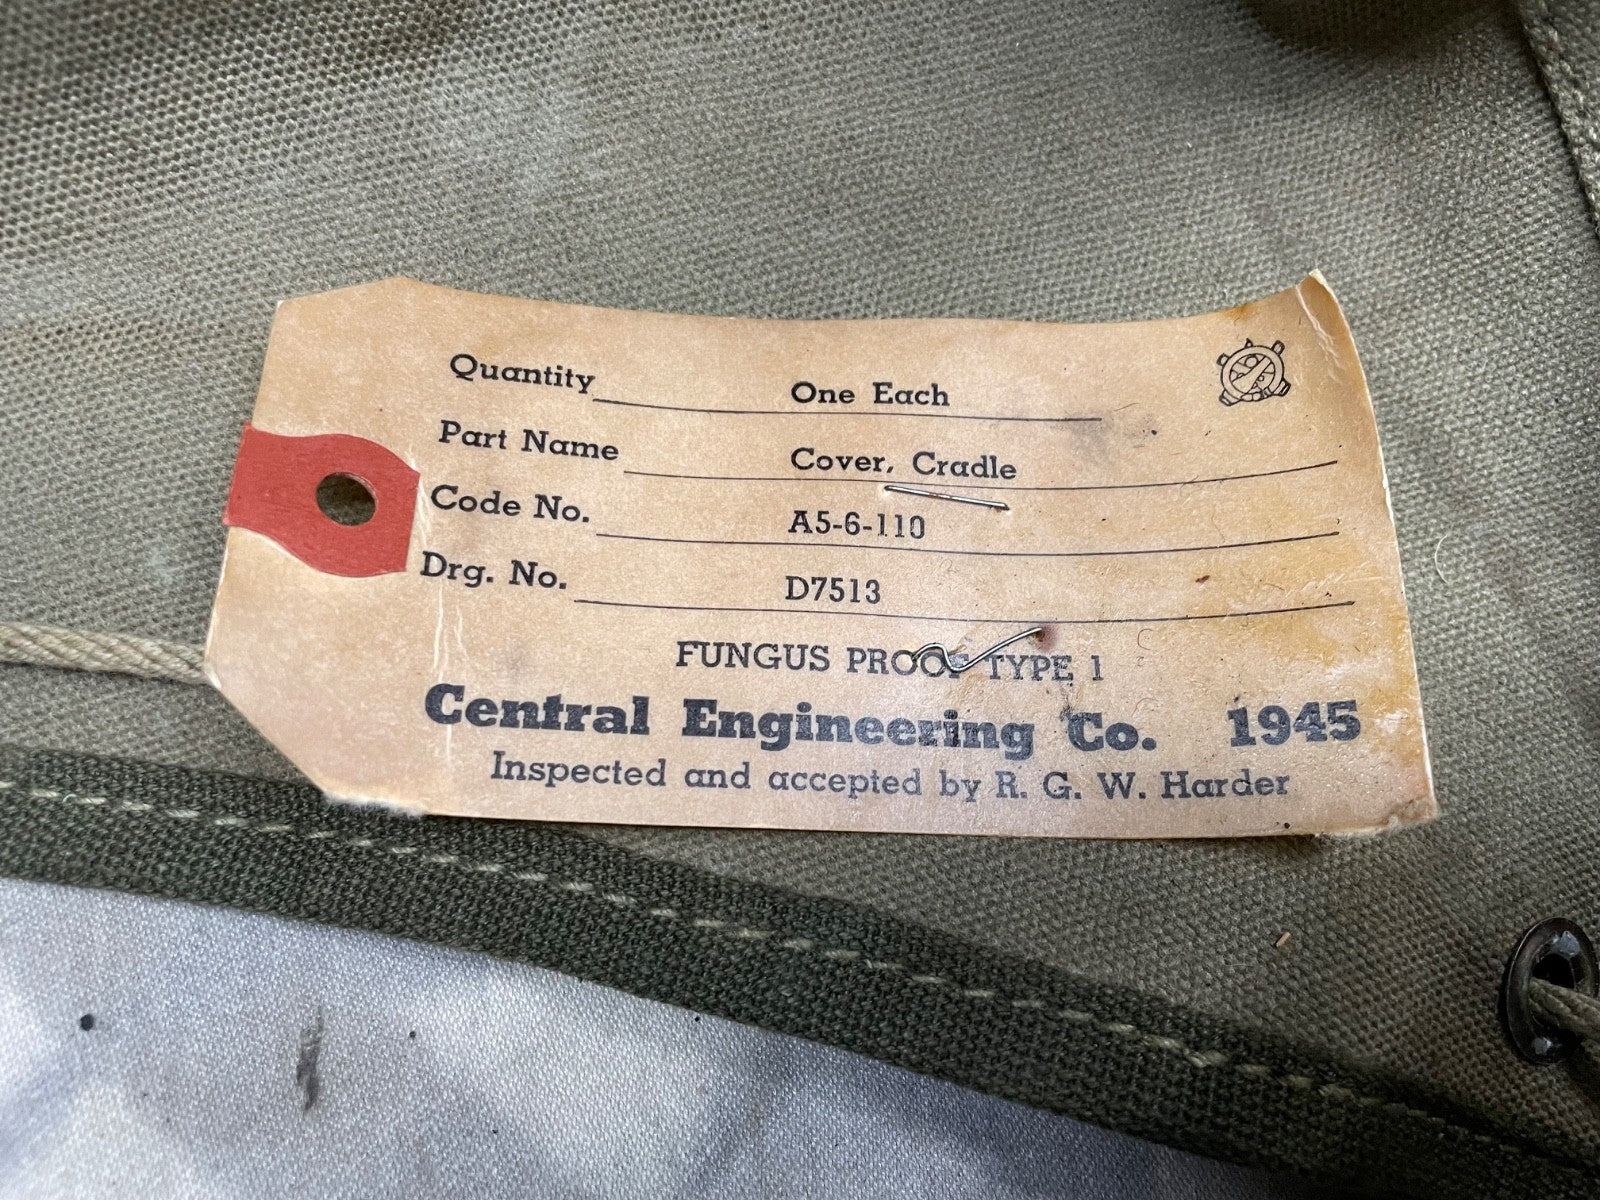 Quantity One Each
Part Name Cover, Cradle
Code No. A5-6-110
Drg. No. D7513
FUNGUS PROOF TYPE 1
Central Engineering Co. 1945
Inspected and accepted by R. G. W. Harder